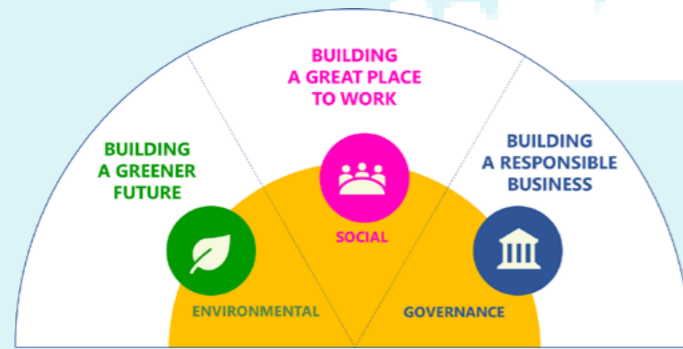 BUILDING
A GREAT PLACE
TO WORK
BUILDING
A GREENER
FUTURE
BUILDING
A RESPONSIBLE
BUSINESS
SOCIAL
ENVIRONMENTAL
GOVERNANCE